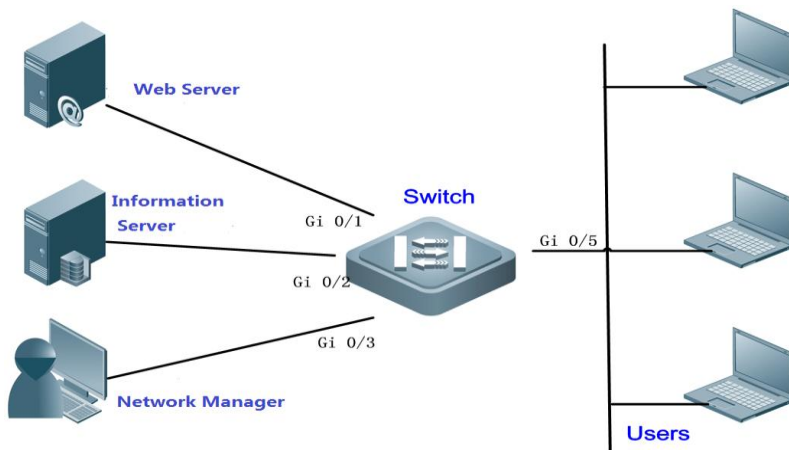 Web Server
Information
Server
Switch
Gi 0/1
Gi 0/5
Gi 0/2
Gi 0/3
Network Manager
Users